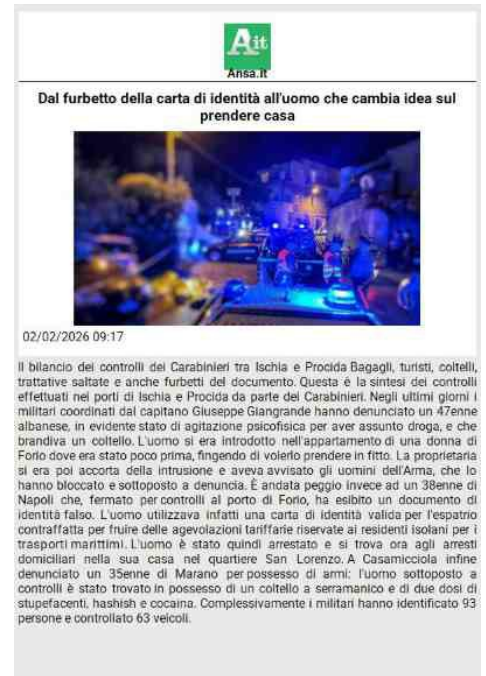 Ait
Ansa.it
Dal furbetto della carta di identità all'uomo che cambia idea sul
prendere casa
02/02/2026 09:17
Il bilancio dei controlli dei Carabinieri tra Ischia e Procida Bagagli, turisti, coltelli,
trattative saltate e anche furbetti del documento. Questa è la sintesi dei controlli
effettuati nei porti di Ischia e Procida da parte dei Carabinieri. Negli ultimi giorni i
militari coordinati dal capitano Giuseppe Giangrande hanno denunciato un 47enne
albanese, in evidente stato di agitazione psicofisica per aver assunto droga, e che
brandiva un coltello. L'uomo si era introdotto nell'appartamento di una donna di
Forio dove era stato poco prima, fingendo di volerlo prendere in fitto. La proprietaria
si era poi accorta della intrusione e aveva avvisato gli uomini dell'Arma, che lo
hanno bloccato e sottoposto a denuncia. È andata peggio invece ad un 38enne di
Napoli che, fermato per controlli al porto di Forio, ha esibito un documento di
identità falso. L'uomo utilizzava infatti una carta di identità valida per l'espatrio
contraffatta per fruire delle agevolazioni tariffarie riservate ai residenti isolani per i
trasporti marittimi. L'uomo è stato quindi arrestato e si trova ora agli arresti
domiciliari nella sua casa nel quartiere San Lorenzo. A Casamicciola infine
denunciato un 35enne di Marano per possesso di armi: l'uomo sottoposto a
controlli è stato trovato in possesso di un coltello a serramanico e di due dosi di
stupefacenti, hashish e cocaina. Complessivamente i militari hanno identificato 93
persone e controllato 63 veicoli.